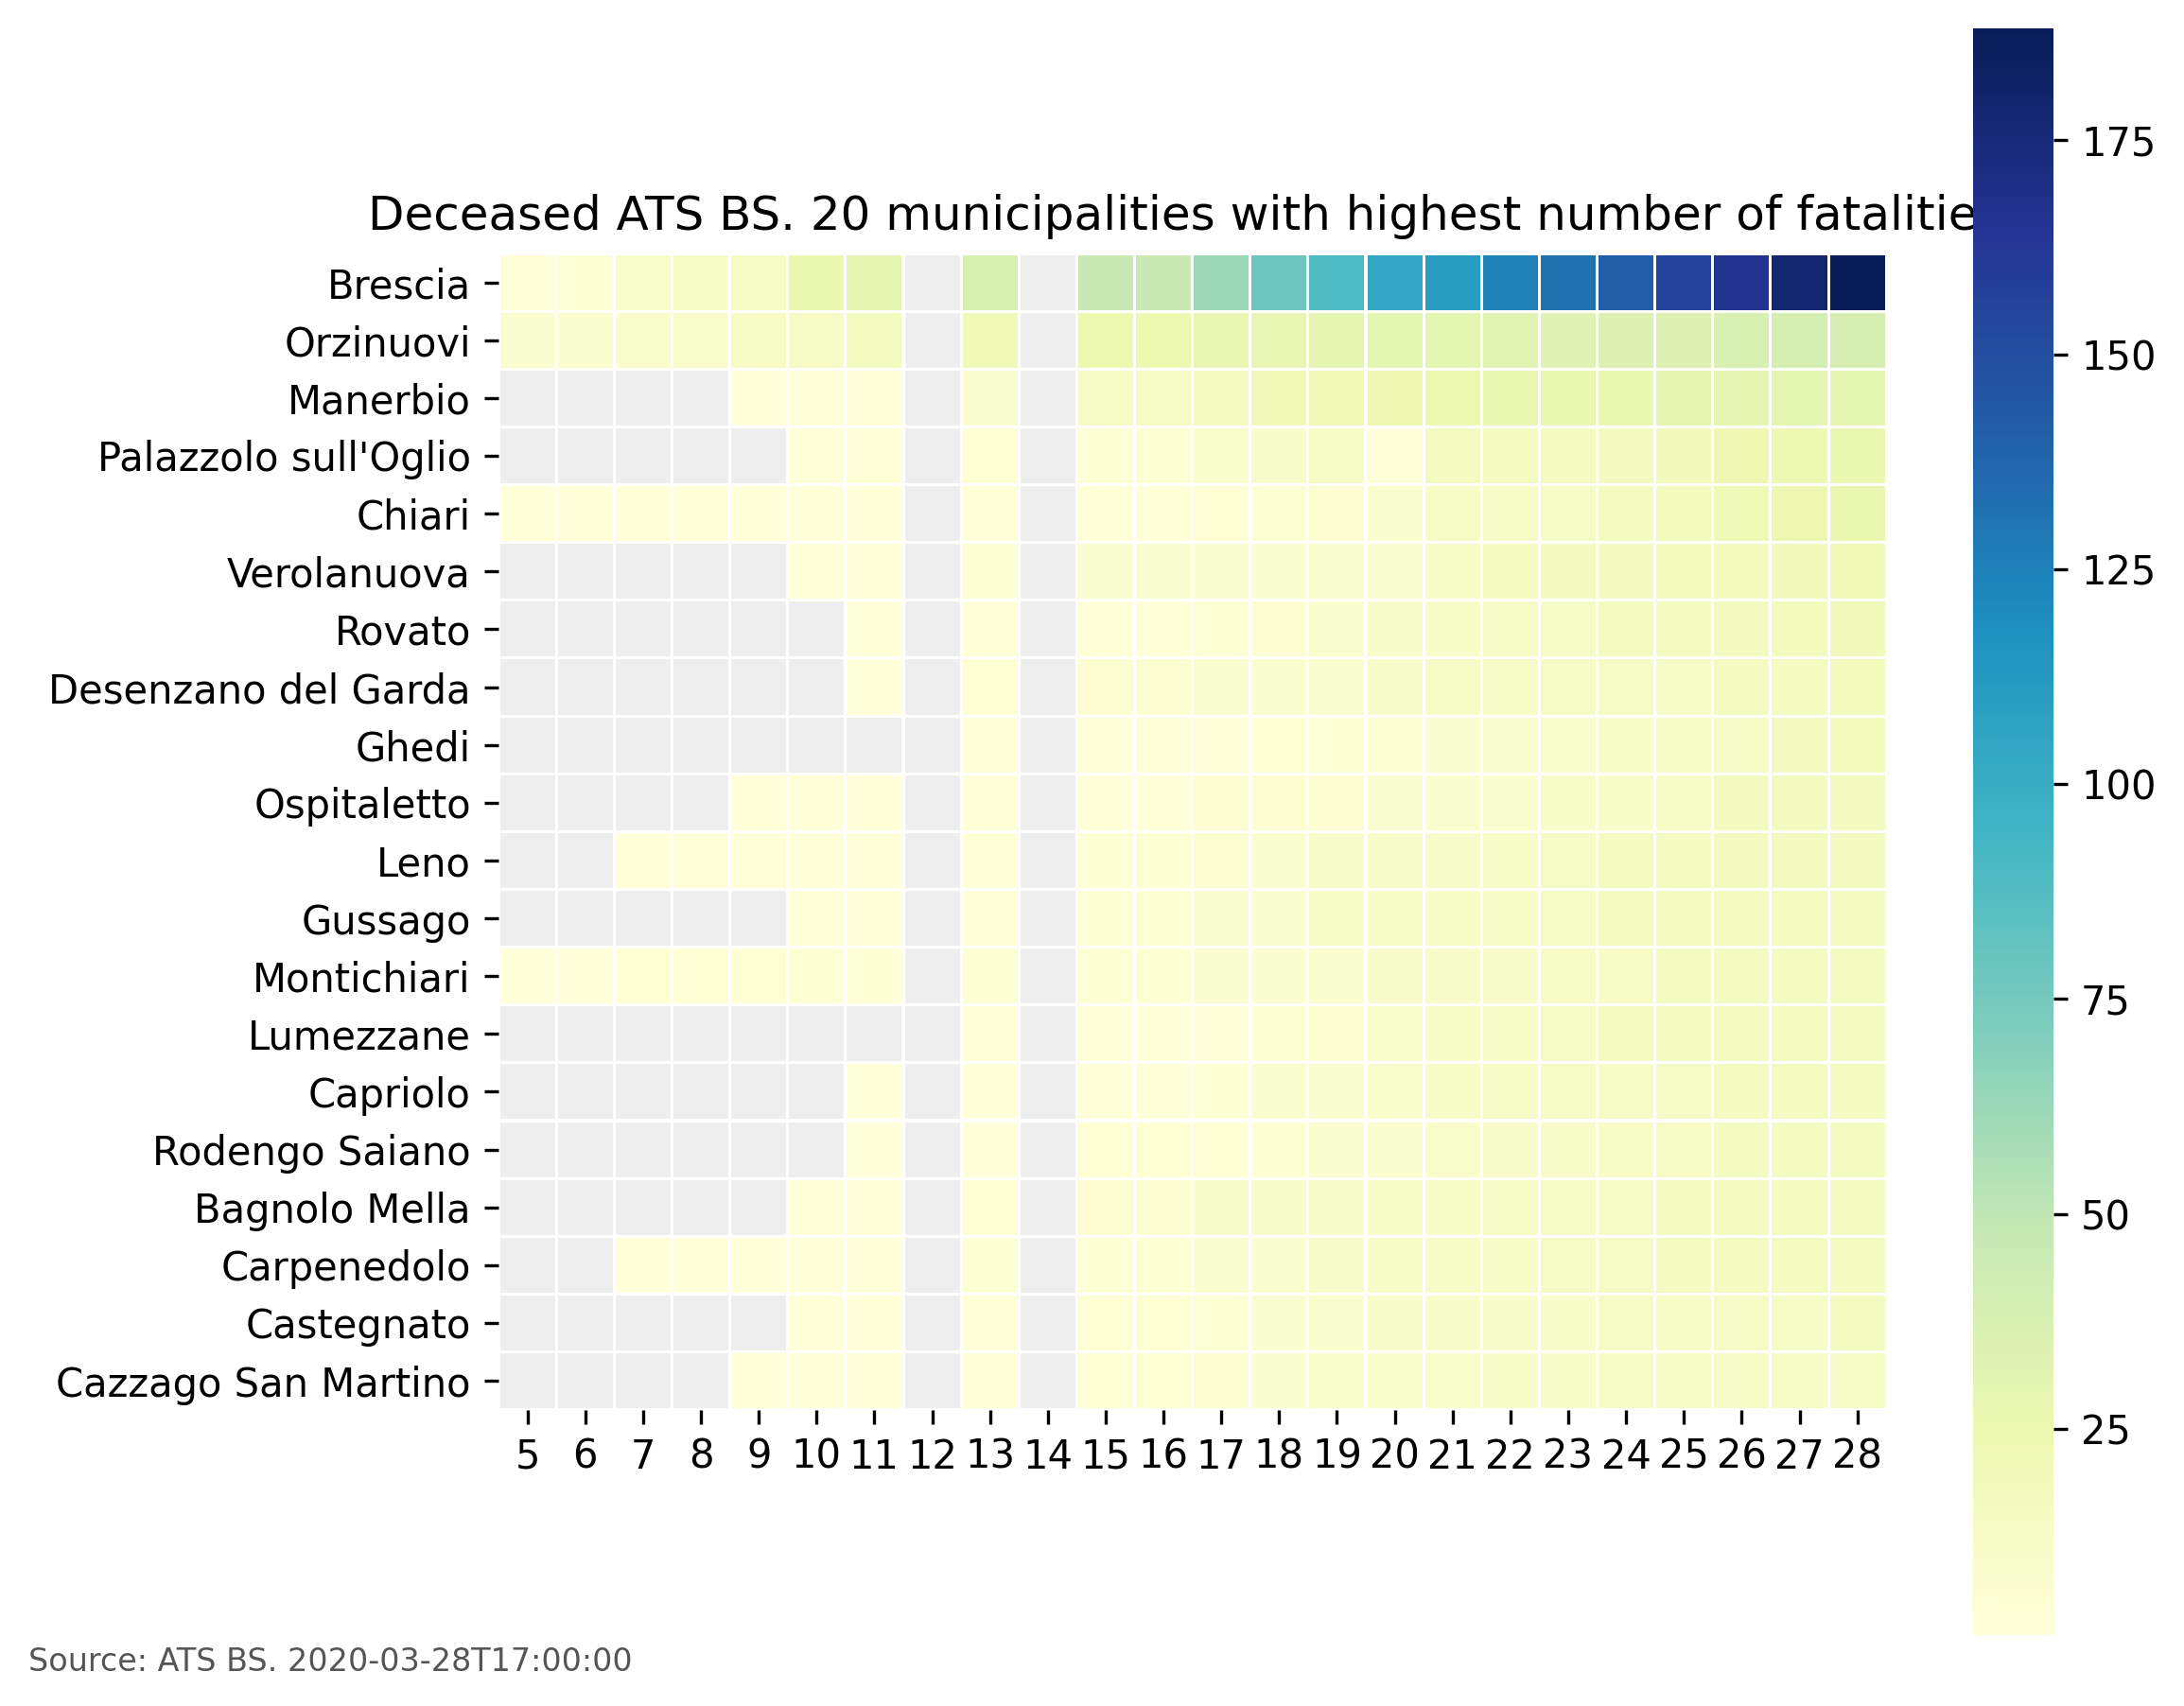 Deceased ATS BS. 20 municipalities with highest number of fatalitie
Brescia
Orzinuovi
Manerbio
Palazzolo sull'Oglio
Chiari
Verolanuova
Rovato
Desenzano del Garda
Ghedi
Ospitaletto
Leno
Gussago
Montichiari
Lumezzane
Capriolo
Rodengo Saiano
Bagnolo Mella
Carpenedolo
Castegnato
Cazzago San Martino
5 6 7 8 9 10 11 12 13 14 15 16 17 18 19 20 21 22 23 24 25 26 27 28
175
150
125
100
75
50
25
Source: ATS BS. 2020-03-28T17:00:00